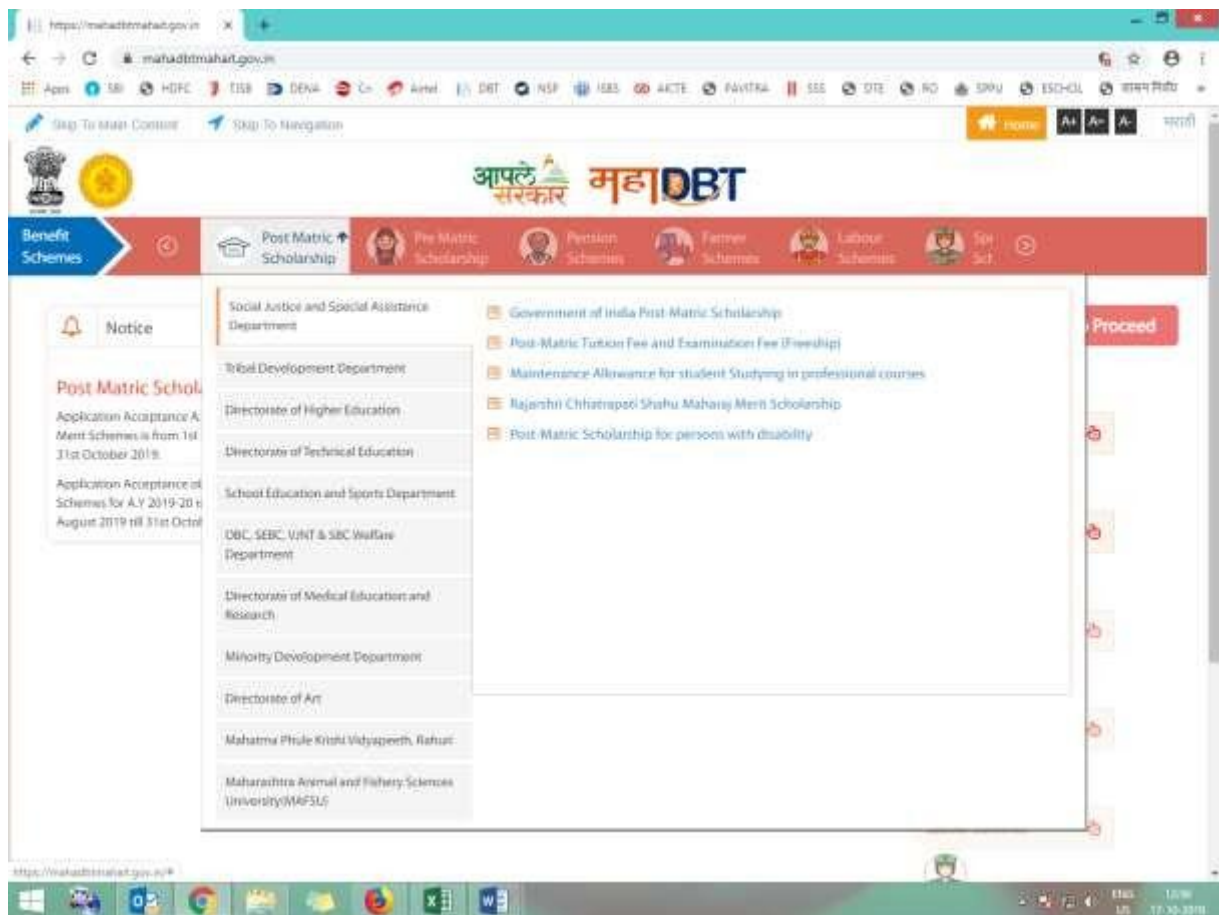 https://mahadbtmahait.gov.in
mahadbtmahait.gov.in
Apps SBI HDFC TJSB DENA Airtel DBT NSP AICTE PAVITRA SSS DTE RO SPPU
Skip To Main Content Skip To Navigation
Home A+ A= A- मराठी
आपले सरकार महाDBT
Benefit Schemes
Post Matric Scholarship
Pre Matric Scholarship
Pension Schemes
Farmer Schemes
Labour Schemes
Notice
Proceed
Post Matric Schol
Application Acceptance A
Merit Schemes is from 1st
31st October 2019.
Application Acceptance of
Schemes for A.Y 2019-20
August 2019 till 31st Octo
Social Justice and Special Assistance
Department
Tribal Development Department
Directorate of Higher Education
Directorate of Technical Education
School Education and Sports Department
OBC, SEBC, VJNT & SBC Welfare
Department
Directorate of Medical Education and
Research
Minority Development Department
Directorate of Art
Mahatma Phule Krishi Vidyapeeth, Rahuri
Maharashtra Animal and Fishery Sciences
University(MAFSU)
Government of India Post-Matric Scholarship
Post-Matric Tuition Fee and Examination Fee (Freeship)
Maintenance Allowance for student Studying in professional courses
Rajarshri Chhatrapati Shahu Maharaj Merit Scholarship
Post-Matric Scholarship for persons with disability
https://mahadbtmahait.gov.in/#
ENG
US 17-10-2019